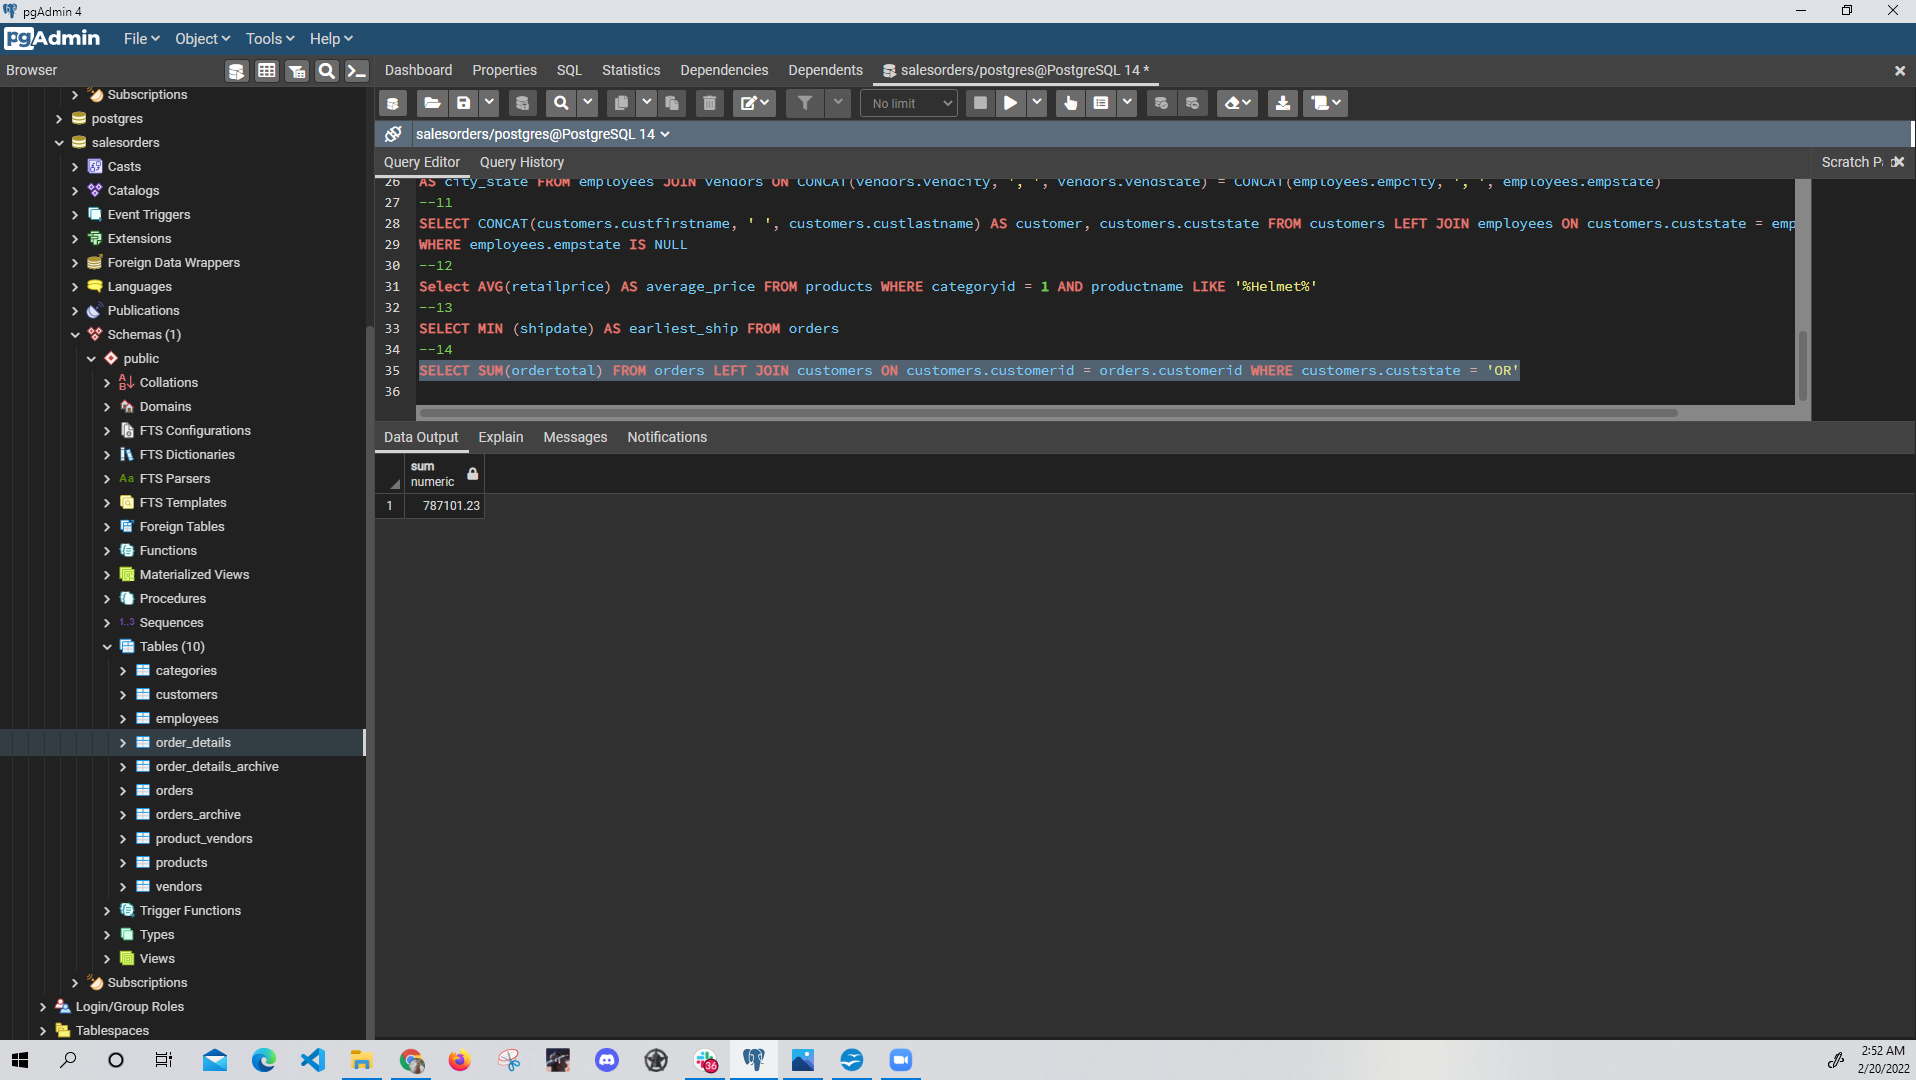 pgAdmin 4
pgAdmin File Object Tools Help
Browser
Dashboard Properties SQL Statistics Dependencies Dependents salesorders/postgres@PostgreSQL 14 *
No limit
salesorders/postgres@PostgreSQL 14
Query Editor Query History
Scratch P
26 AS city_state FROM employees JOIN vendors ON CONCAT(vendors.vendcity, ', ', vendors.vendstate) = CONCAT(employees.empcity, ', ', employees.empstate)
27 --11
28 SELECT CONCAT(customers.custfirstname, ' ', customers.custlastname) AS customer, customers.custstate FROM customers LEFT JOIN employees ON customers.custstate = emp
29 WHERE employees.empstate IS NULL
30 --12
31 Select AVG(retailprice) AS average_price FROM products WHERE categoryid = 1 AND productname LIKE '%Helmet%'
32 --13
33 SELECT MIN (shipdate) AS earliest_ship FROM orders
34 --14
35 SELECT SUM(ordertotal) FROM orders LEFT JOIN customers ON customers.customerid = orders.customerid WHERE customers.custstate = 'OR'
36
Data Output Explain Messages Notifications
sum
numeric
1 787101.23
Subscriptions
postgres
salesorders
Casts
Catalogs
Event Triggers
Extensions
Foreign Data Wrappers
Languages
Publications
Schemas (1)
public
Collations
Domains
FTS Configurations
FTS Dictionaries
Aa FTS Parsers
FTS Templates
Foreign Tables
Functions
Materialized Views
Procedures
1..3 Sequences
Tables (10)
categories
customers
employees
order_details
order_details_archive
orders
orders_archive
product_vendors
products
vendors
Trigger Functions
Types
Views
Subscriptions
Login/Group Roles
Tablespaces
36
2:52 AM
2/20/2022